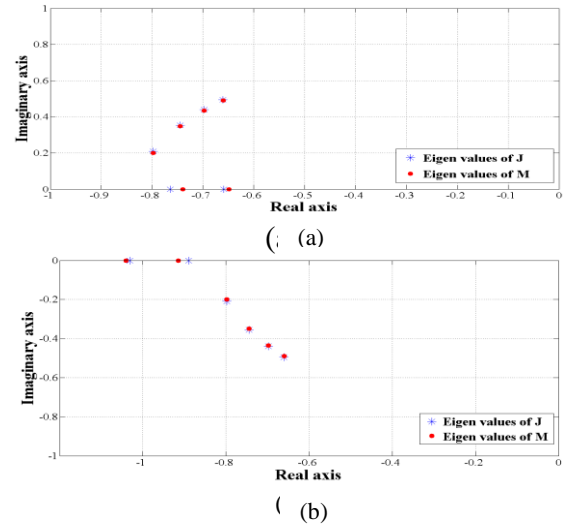 1
0.8
0.6
0.4
0.2
0
Imaginary axis
-1 -0.9 -0.8 -0.7 -0.6 -0.5 -0.4 -0.3 -0.2 -0.1 0
Real axis
Eigen values of J
Eigen values of M
(a)
0
-0.2
-0.4
-0.6
-0.8
-1
Imaginary axis
-1 -0.8 -0.6 -0.4 -0.2 0
Real axis
Eigen values of J
Eigen values of M
(b)